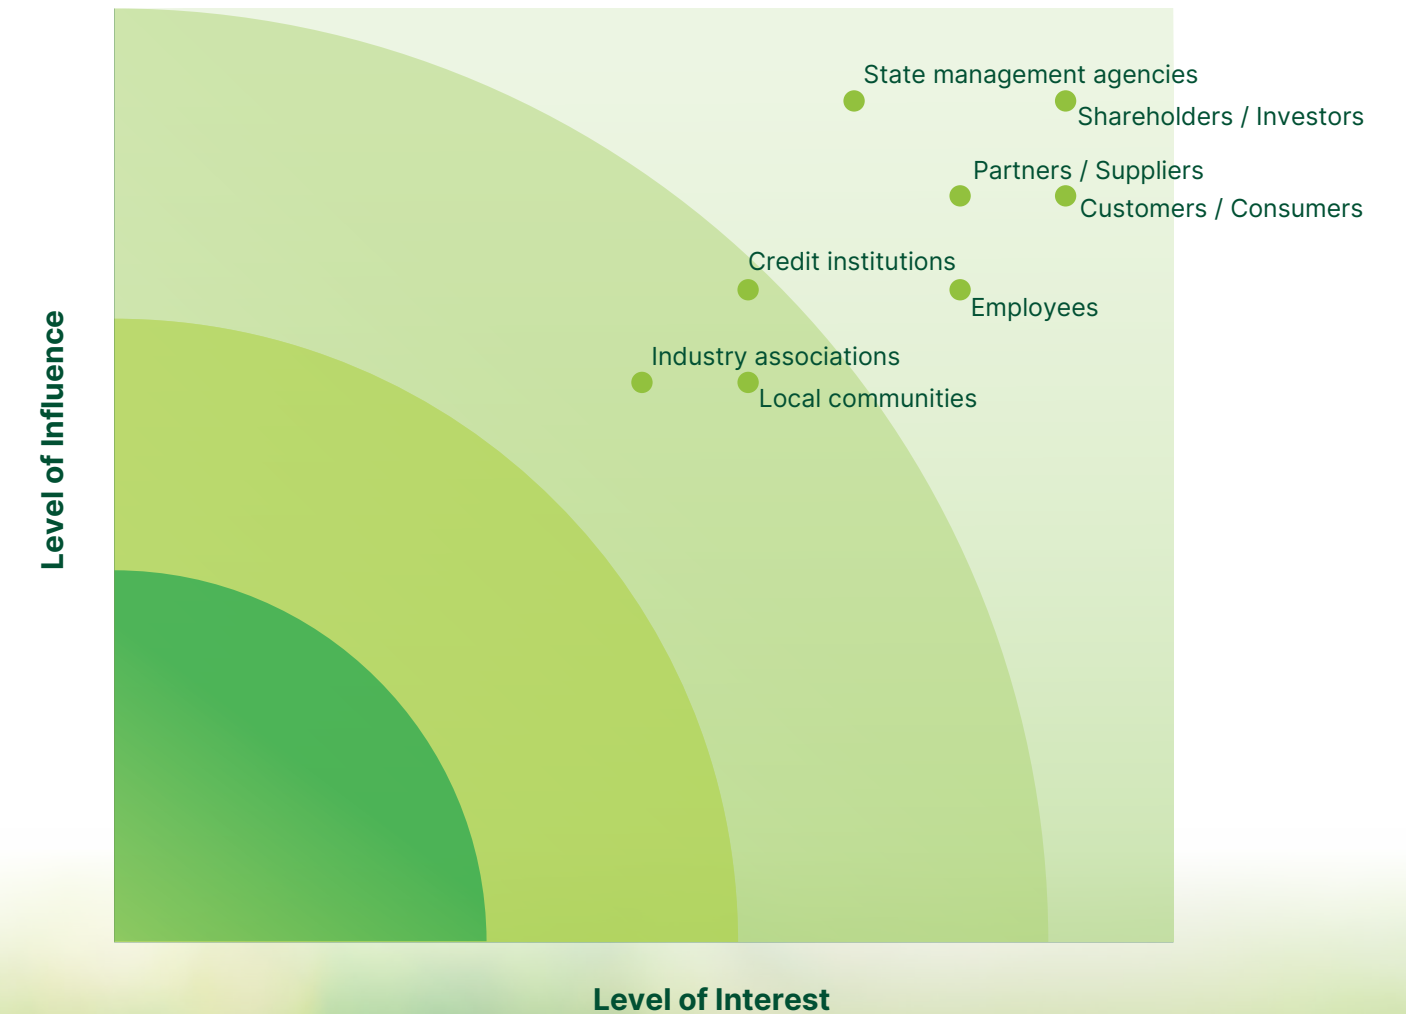 State management agencies
Shareholders / Investors
Partners / Suppliers
Customers / Consumers
Credit institutions
Employees
Industry associations
Local communities
Level of Influence
Level of Interest